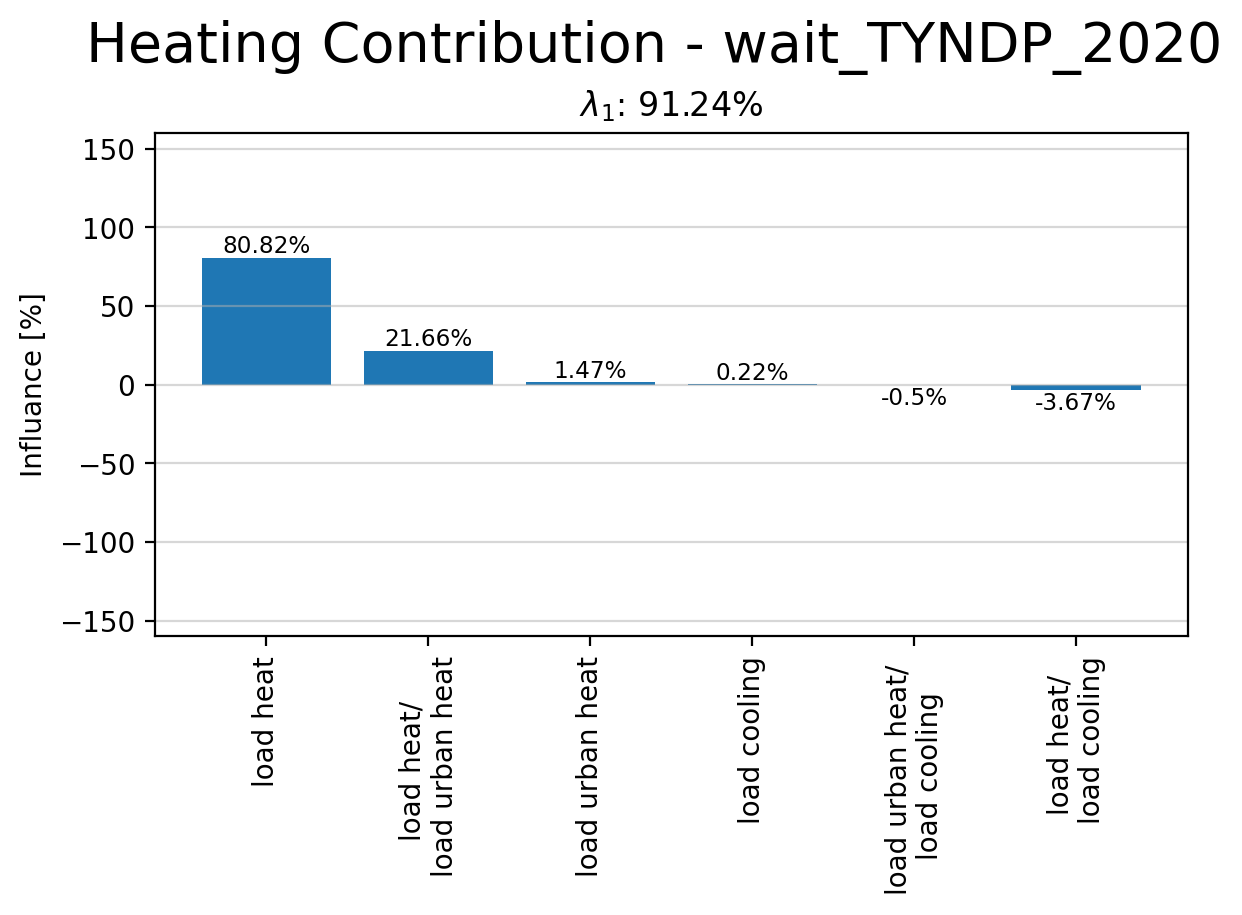 Heating Contribution - wait_TYNDP_2020
λ₁: 91.24%
Influance [%]
150
100
50
0
−50
−100
−150
80.82%
21.66%
1.47%
0.22%
-0.5%
-3.67%
load heat
load heat/
load urban heat
load urban heat
load cooling
load urban heat/
load cooling
load heat/
load cooling